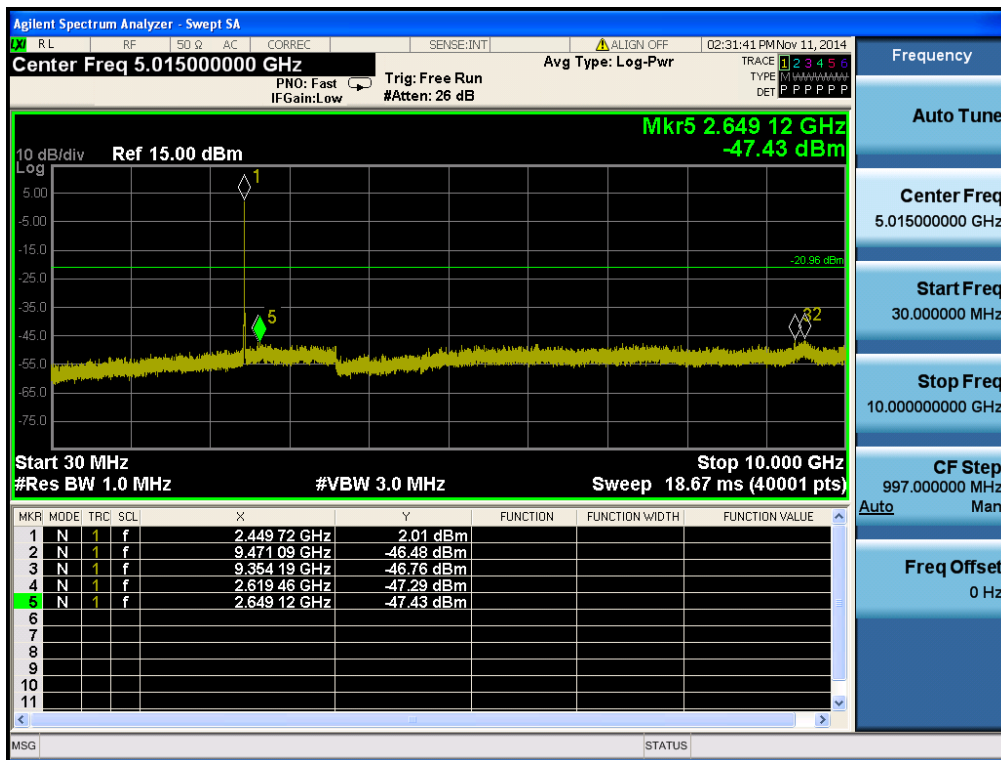 Agilent Spectrum Analyzer - Swept SA
LXI RL RF 50 Ω AC CORREC SENSE:INT ALIGN OFF 02:31:41 PM Nov 11, 2014
Center Freq 5.015000000 GHz
PNO: Fast
IFGain:Low
Trig: Free Run
#Atten: 26 dB
Avg Type: Log-Pwr
TRACE 1 2 3 4 5 6
TYPE M
DET P P P P P P
Mkr5 2.649 12 GHz
-47.43 dBm
10 dB/div Ref 15.00 dBm
Log
5.00
-5.00
-15.0
-25.0
-35.0
-45.0
-55.0
-65.0
-75.0
1
-20.96 dBm
5
2
Start 30 MHz Stop 10.000 GHz
#Res BW 1.0 MHz #VBW 3.0 MHz Sweep 18.67 ms (40001 pts)
MKR MODE TRC SCL X Y FUNCTION FUNCTION WIDTH FUNCTION VALUE
1 N 1 f 2.449 72 GHz 2.01 dBm
2 N 1 f 9.471 09 GHz -46.48 dBm
3 N 1 f 9.354 19 GHz -46.76 dBm
4 N 1 f 2.619 46 GHz -47.29 dBm
5 N 1 f 2.649 12 GHz -47.43 dBm
6
7
8
9
10
11
MSG STATUS
Frequency
Auto Tune
Center Freq
5.015000000 GHz
Start Freq
30.000000 MHz
Stop Freq
10.000000000 GHz
CF Step
997.000000 MHz
Auto Man
Freq Offset
0 Hz